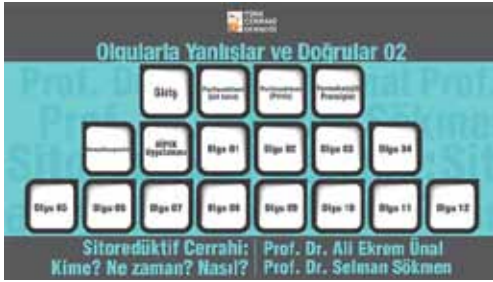 TÜRK
CERRAHİ
DERNEĞİ
Olgularla Yanlışlar ve Doğrular 02
Giriş
Olgu 01
Olgu 02
Olgu 03
Olgu 04
Olgu 05
Olgu 06
Olgu 07
Olgu 08
Olgu 09
Olgu 10
Olgu 11
Olgu 12
Sitoredüktif Cerrahi:
Kime? Ne zaman? Nasıl?
Prof. Dr. Ali Ekrem Ünal
Prof. Dr. Selman Sökmen